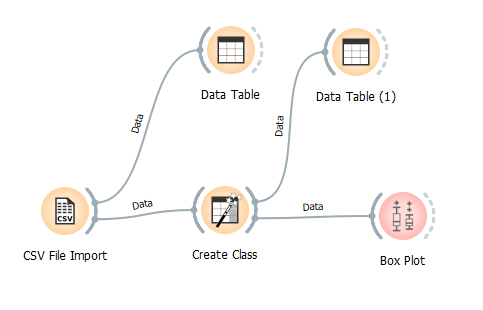 Data Table
Data Table (1)
Data
Data
CSV
Data
Data
CSV File Import
Create Class
Box Plot